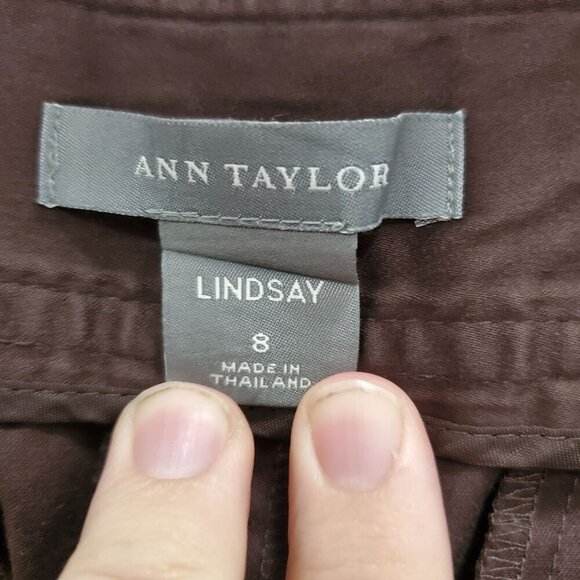 ANN TAYLOR
LINDSAY
8
MADE IN
THAILAND